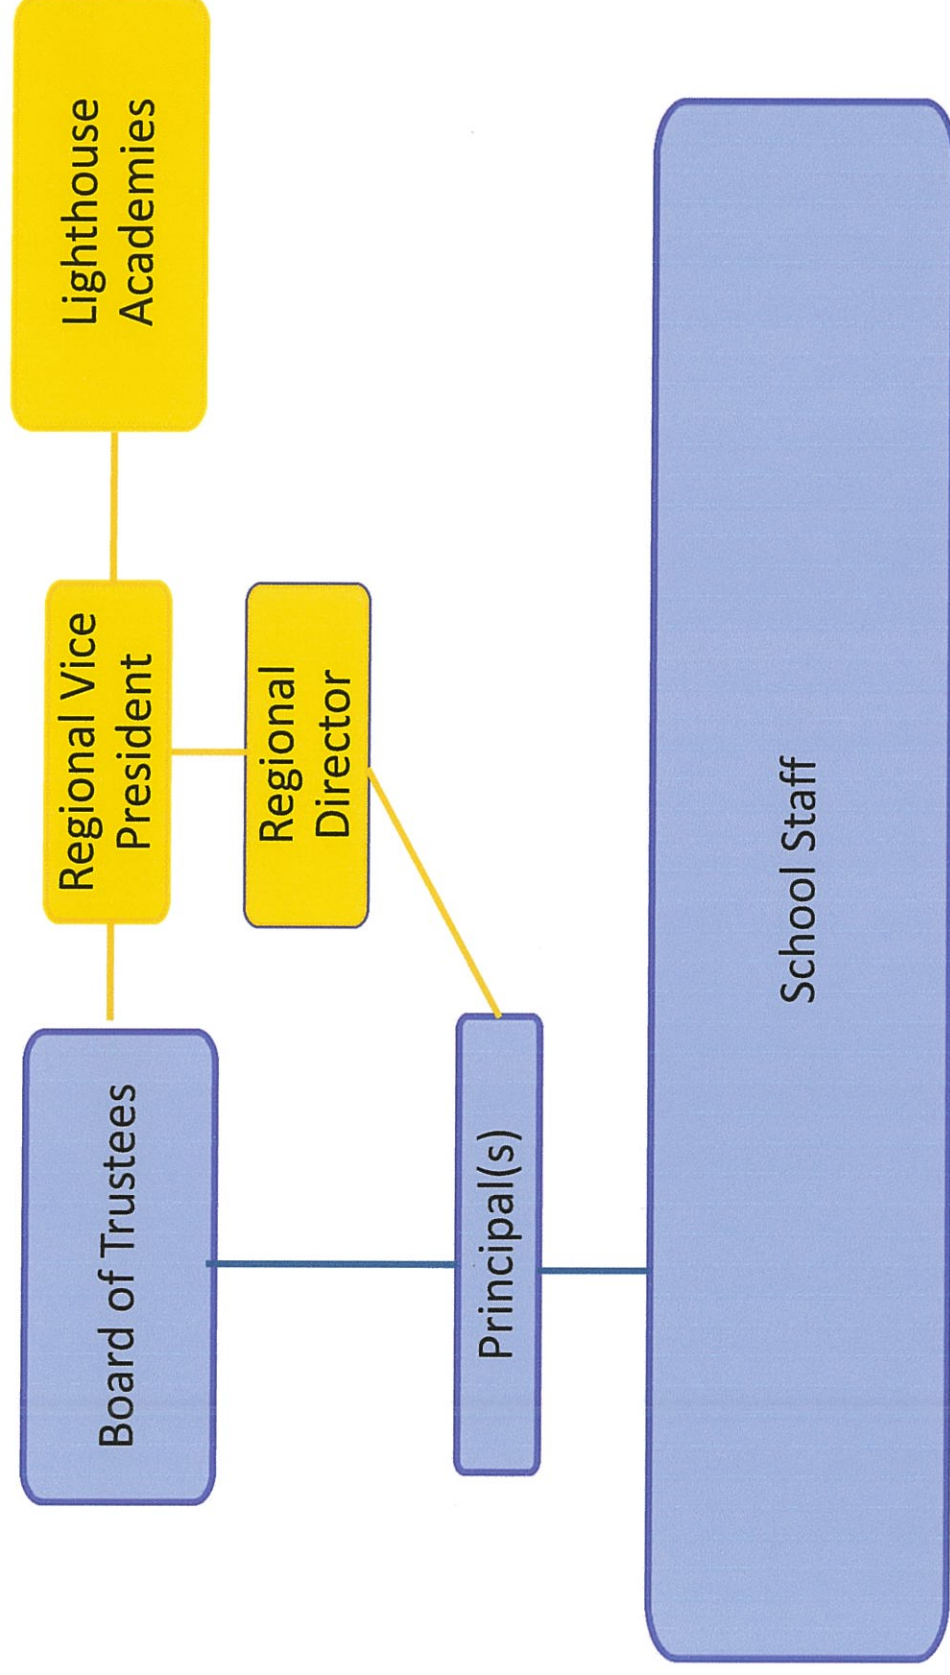 Board of Trustees
Regional Vice
President
Lighthouse
Academies
Regional
Director
Principal(s)
School Staff